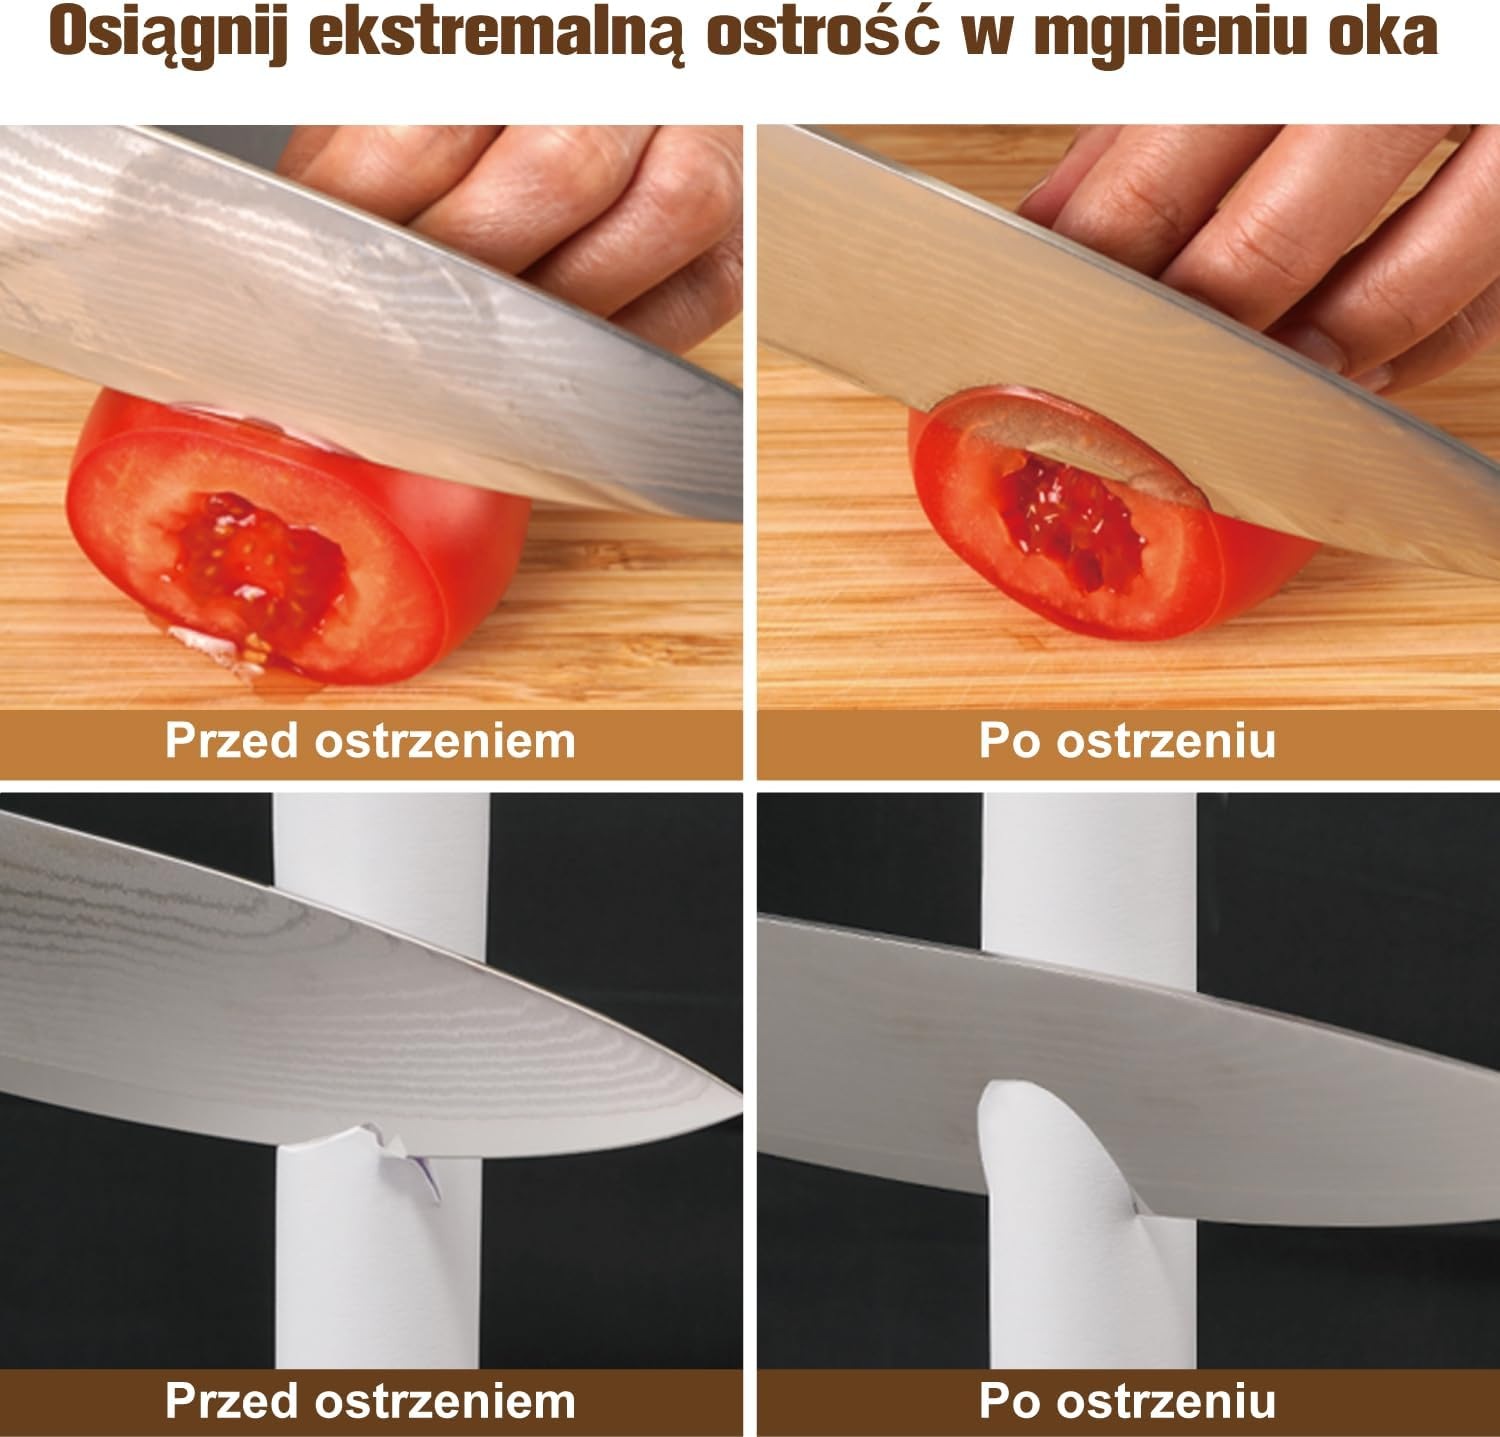 Osiągnij ekstremalną ostrość w mgnieniu oka
Przed ostrzeniem
Po ostrzeniu
Przed ostrzeniem
Po ostrzeniu